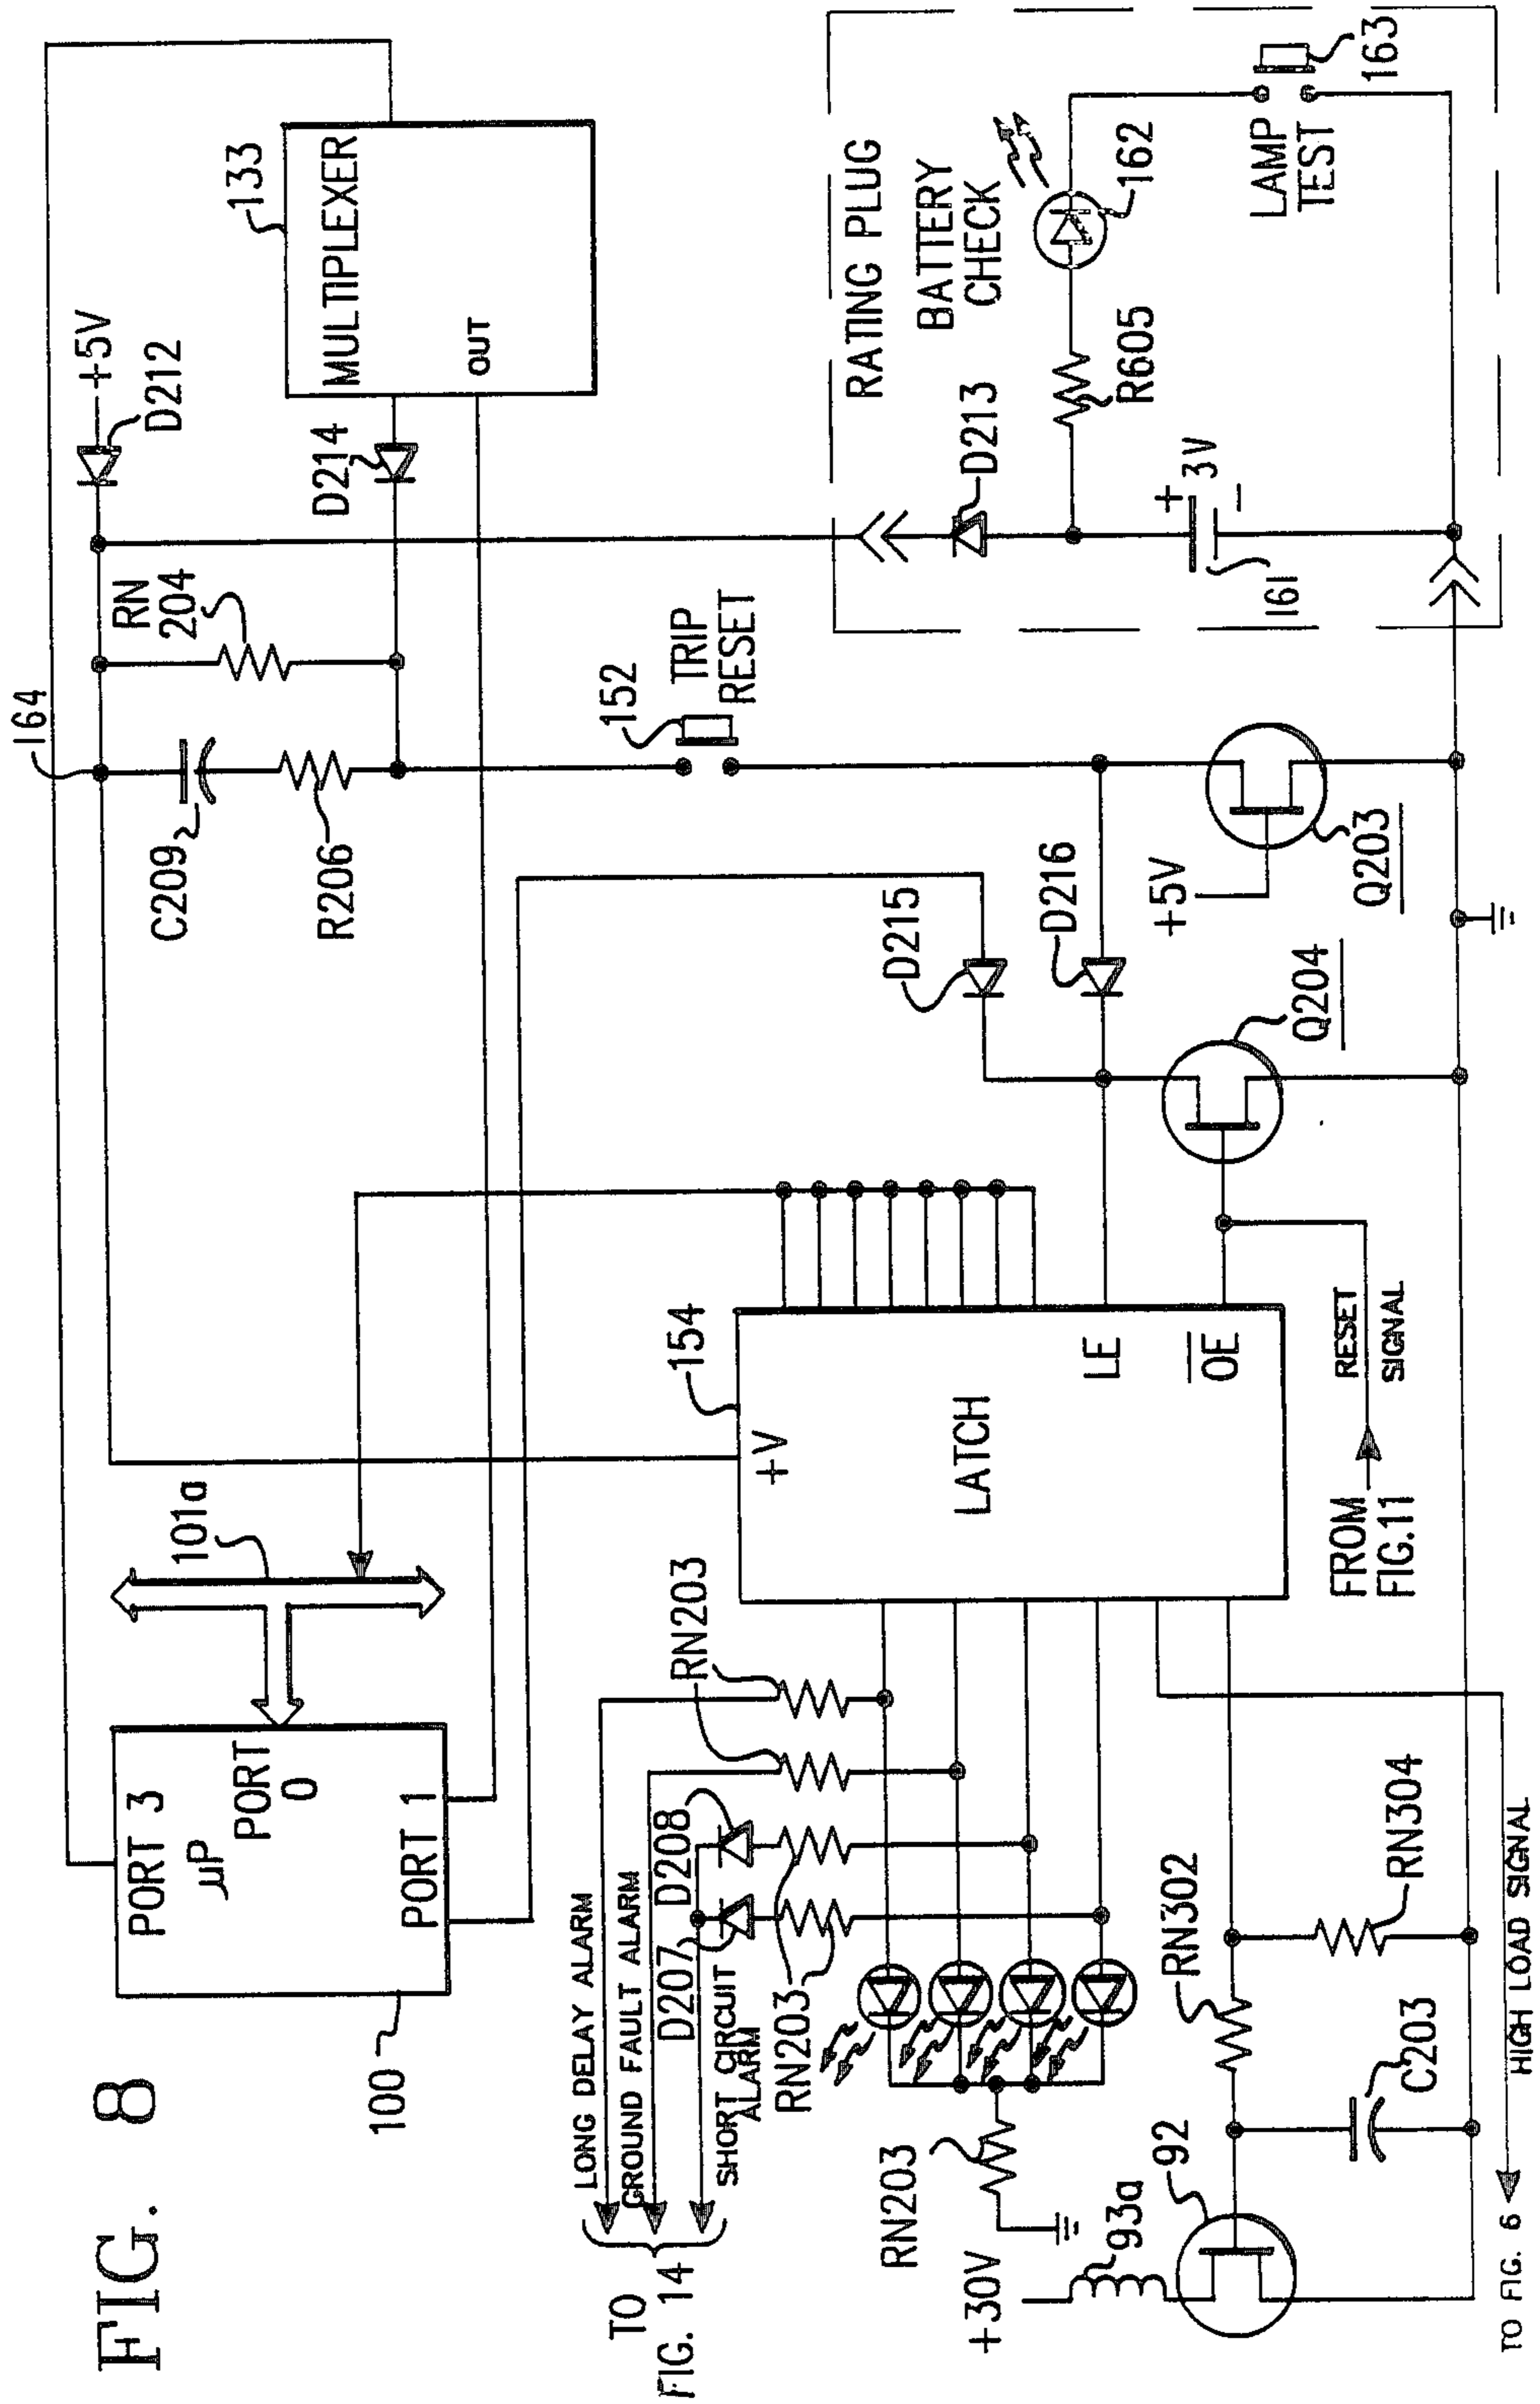 FIG. 8
164
+5V
D212
133
MULTIPLEXER
OUT
D214
RN
204
C209
R206
152
TRIP
RESET
RATING PLUG
BATTERY
CHECK
162
R605
D213
+
3V
–
161
LAMP
TEST
163
101a
PORT 3
μP
PORT
0
PORT 1
100
D215
D216
+5V
Q203
Q204
154
+V
LATCH
LE
OE
RESET
SIGNAL
FROM
FIG.11
LONG DELAY ALARM
GROUND FAULT ALARM
SHORT CIRCUIT
ALARM
TO
FIG. 14
RN203
D208
D207
RN203
RN203
+30V
93a
92
RN302
C203
RN304
TO FIG. 6
HIGH LOAD SIGNAL